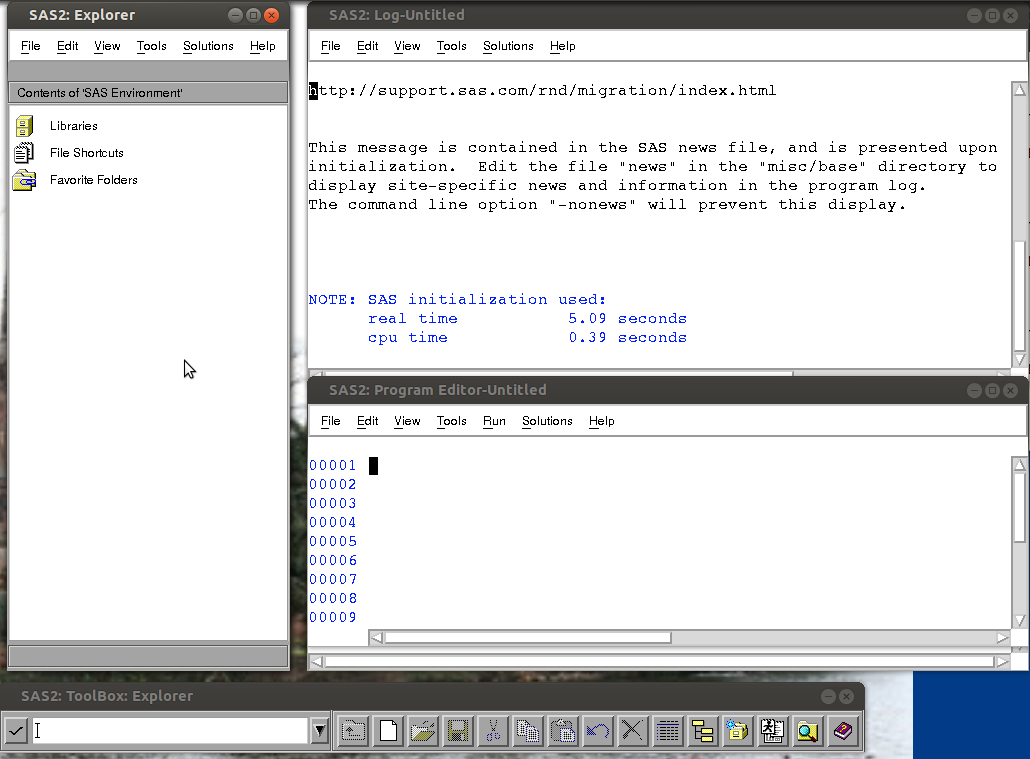 SAS2: Explorer
File Edit View Tools Solutions Help
Contents of 'SAS Environment'
Libraries
File Shortcuts
Favorite Folders
SAS2: Log-Untitled
File Edit View Tools Solutions Help
http://support.sas.com/rnd/migration/index.html
This message is contained in the SAS news file, and is presented upon
initialization.  Edit the file "news" in the "misc/base" directory to
display site-specific news and information in the program log.
The command line option "-nonews" will prevent this display.
NOTE: SAS initialization used:
real time 5.09 seconds
cpu time 0.39 seconds
SAS2: Program Editor-Untitled
File Edit View Tools Run Solutions Help
00001
00002
00003
00004
00005
00006
00007
00008
00009
SAS2: ToolBox: Explorer